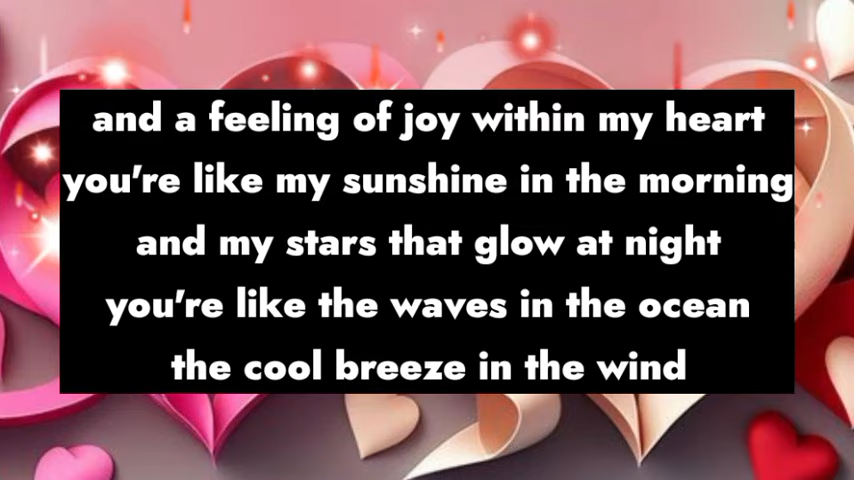 and a feeling of joy within my heart
you're like my sunshine in the morning
and my stars that glow at night
you're like the waves in the ocean
the cool breeze in the wind